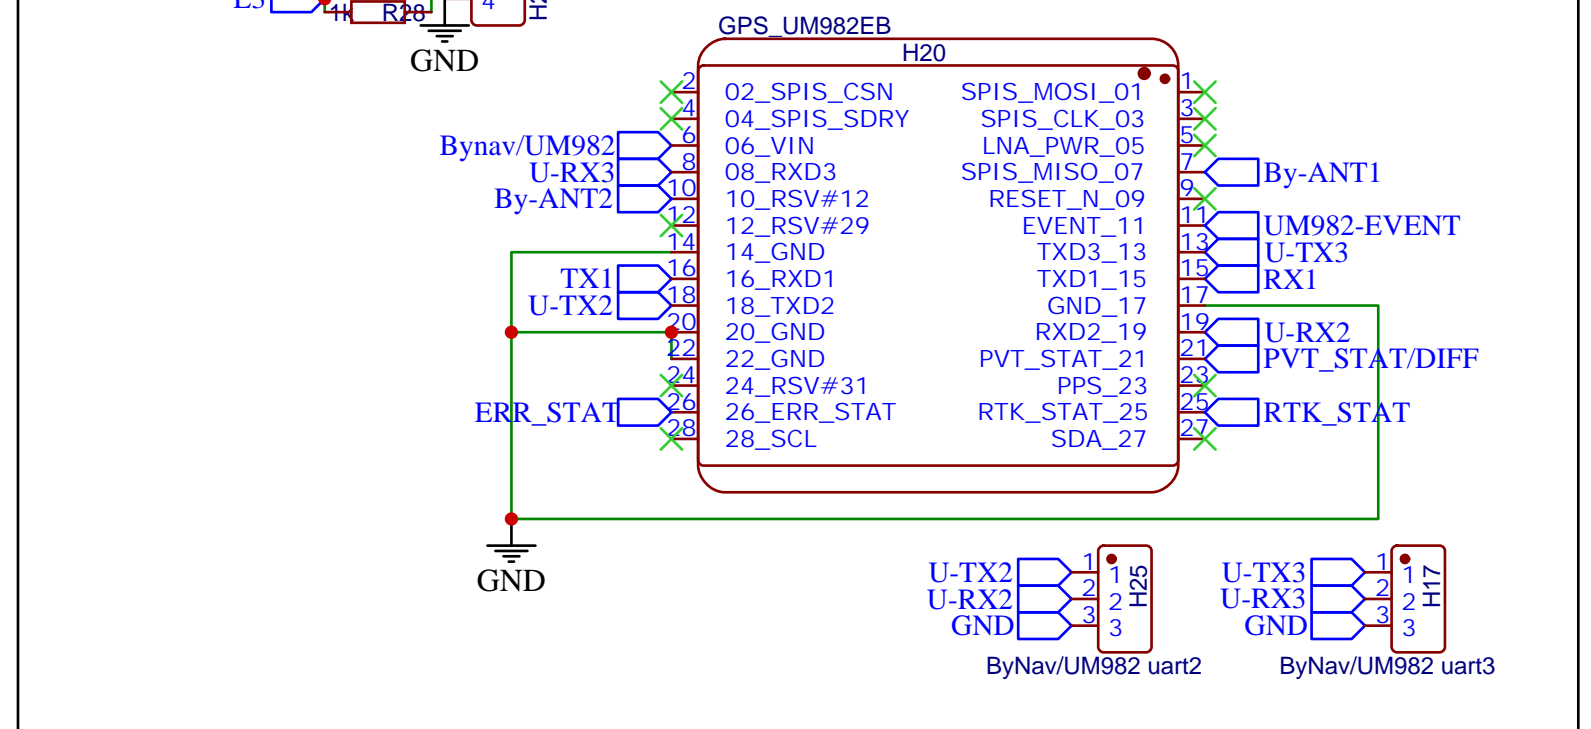 1k R28 4
GND
GPS_UM982EB
H20
2 02_SPIS_CSN SPIS_MOSI_01 1
4 04_SPIS_SDRY SPIS_CLK_03 3
Bynav/UM982 6 06_VIN LNA_PWR_05 5
U-RX3 8 08_RXD3 SPIS_MISO_07 7 By-ANT1
By-ANT2 10 10_RSV#12 RESET_N_09 9
12 12_RSV#29 EVENT_11 11 UM982-EVENT
14 14_GND TXD3_13 13 U-TX3
TX1 16 16_RXD1 TXD1_15 15 RX1
U-TX2 18 18_TXD2 GND_17 17
20 20_GND RXD2_19 19 U-RX2
22 22_GND PVT_STAT_21 21 PVT_STAT/DIFF
24 24_RSV#31 PPS_23 23
ERR_STAT 26 26_ERR_STAT RTK_STAT_25 25 RTK_STAT
28 28_SCL SDA_27 27
GND
U-TX2 1 1 H25
U-RX2 2 2
GND 3 3
ByNav/UM982 uart2
U-TX3 1 1 H17
U-RX3 2 2
GND 3 3
ByNav/UM982 uart3